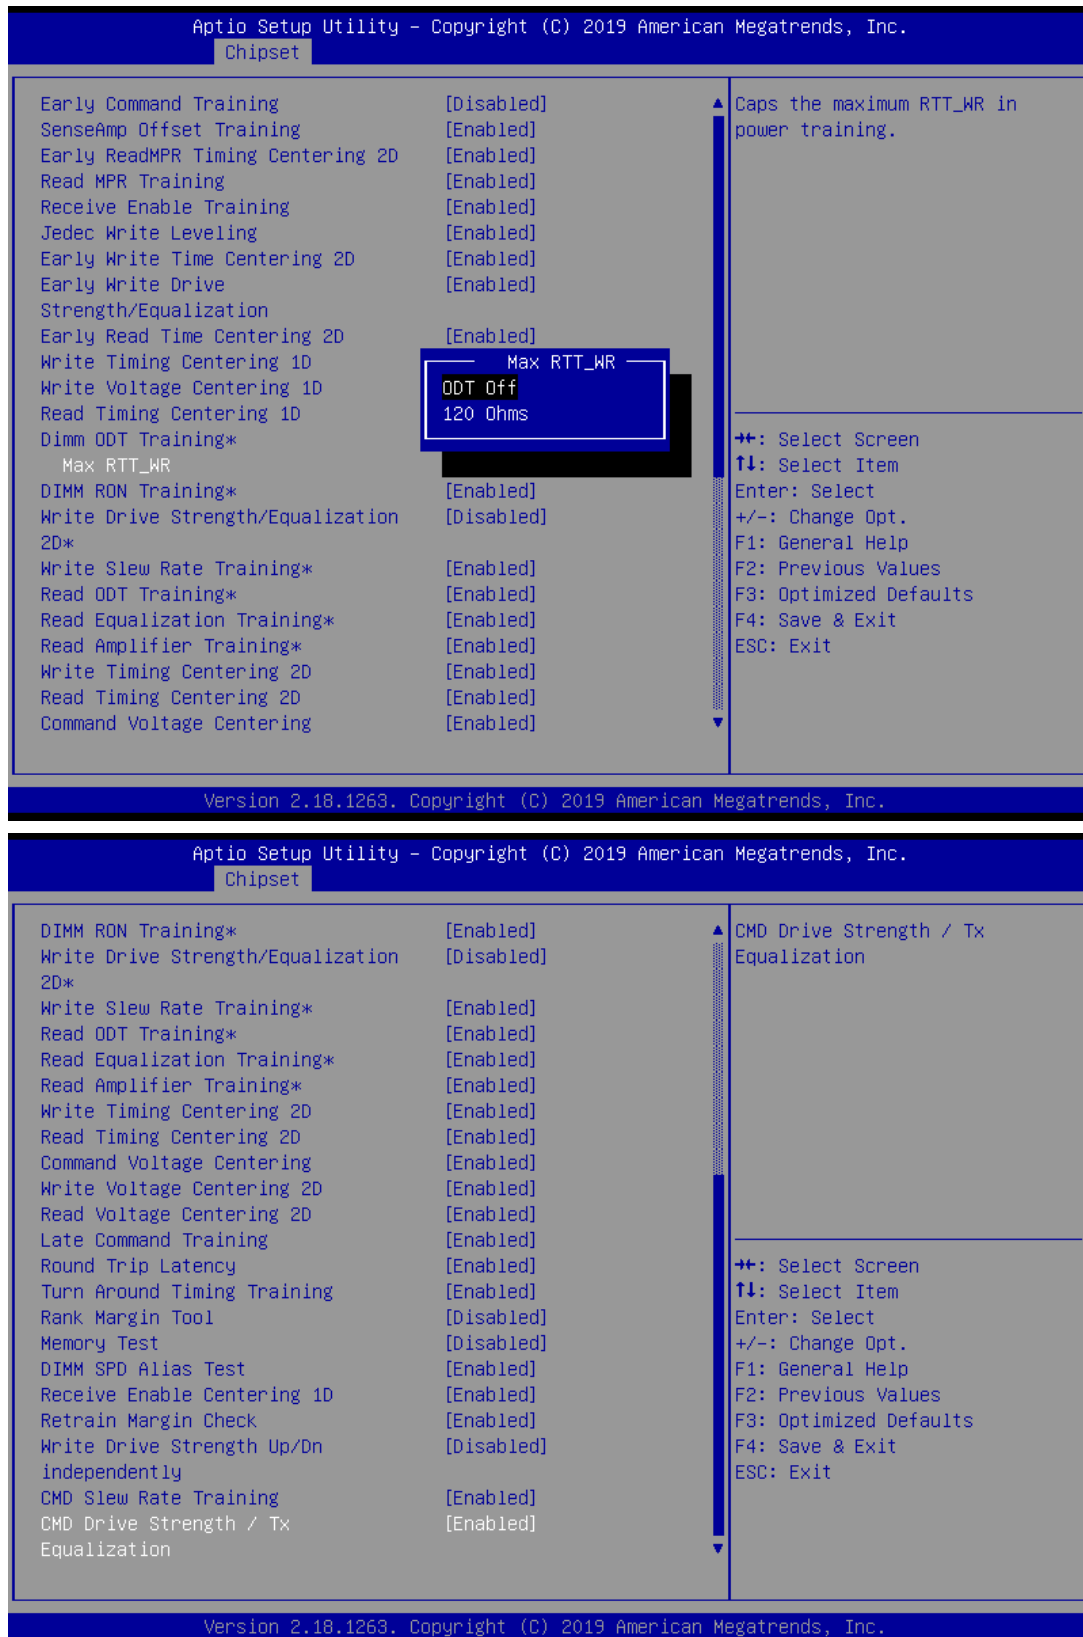 Aptio Setup Utility – Copyright (C) 2019 American Megatrends, Inc.
Chipset
Early Command Training [Disabled]
SenseAmp Offset Training [Enabled]
Early ReadMPR Timing Centering 2D [Enabled]
Read MPR Training [Enabled]
Receive Enable Training [Enabled]
Jedec Write Leveling [Enabled]
Early Write Time Centering 2D [Enabled]
Early Write Drive [Enabled]
Strength/Equalization
Early Read Time Centering 2D [Enabled]
Write Timing Centering 1D
Write Voltage Centering 1D
Read Timing Centering 1D
Dimm ODT Training*
Max RTT_WR
DIMM RON Training* [Enabled]
Write Drive Strength/Equalization [Disabled]
2D*
Write Slew Rate Training* [Enabled]
Read ODT Training* [Enabled]
Read Equalization Training* [Enabled]
Read Amplifier Training* [Enabled]
Write Timing Centering 2D [Enabled]
Read Timing Centering 2D [Enabled]
Command Voltage Centering [Enabled]
Max RTT_WR
ODT Off
120 Ohms
Caps the maximum RTT_WR in
power training.
→←: Select Screen
↑↓: Select Item
Enter: Select
+/-: Change Opt.
F1: General Help
F2: Previous Values
F3: Optimized Defaults
F4: Save & Exit
ESC: Exit
Version 2.18.1263. Copyright (C) 2019 American Megatrends, Inc.
Aptio Setup Utility – Copyright (C) 2019 American Megatrends, Inc.
Chipset
DIMM RON Training* [Enabled]
Write Drive Strength/Equalization [Disabled]
2D*
Write Slew Rate Training* [Enabled]
Read ODT Training* [Enabled]
Read Equalization Training* [Enabled]
Read Amplifier Training* [Enabled]
Write Timing Centering 2D [Enabled]
Read Timing Centering 2D [Enabled]
Command Voltage Centering [Enabled]
Write Voltage Centering 2D [Enabled]
Read Voltage Centering 2D [Enabled]
Late Command Training [Enabled]
Round Trip Latency [Enabled]
Turn Around Timing Training [Enabled]
Rank Margin Tool [Disabled]
Memory Test [Disabled]
DIMM SPD Alias Test [Enabled]
Receive Enable Centering 1D [Enabled]
Retrain Margin Check [Enabled]
Write Drive Strength Up/Dn [Disabled]
independently
CMD Slew Rate Training [Enabled]
CMD Drive Strength / Tx [Enabled]
Equalization
CMD Drive Strength / Tx
Equalization
→←: Select Screen
↑↓: Select Item
Enter: Select
+/-: Change Opt.
F1: General Help
F2: Previous Values
F3: Optimized Defaults
F4: Save & Exit
ESC: Exit
Version 2.18.1263. Copyright (C) 2019 American Megatrends, Inc.